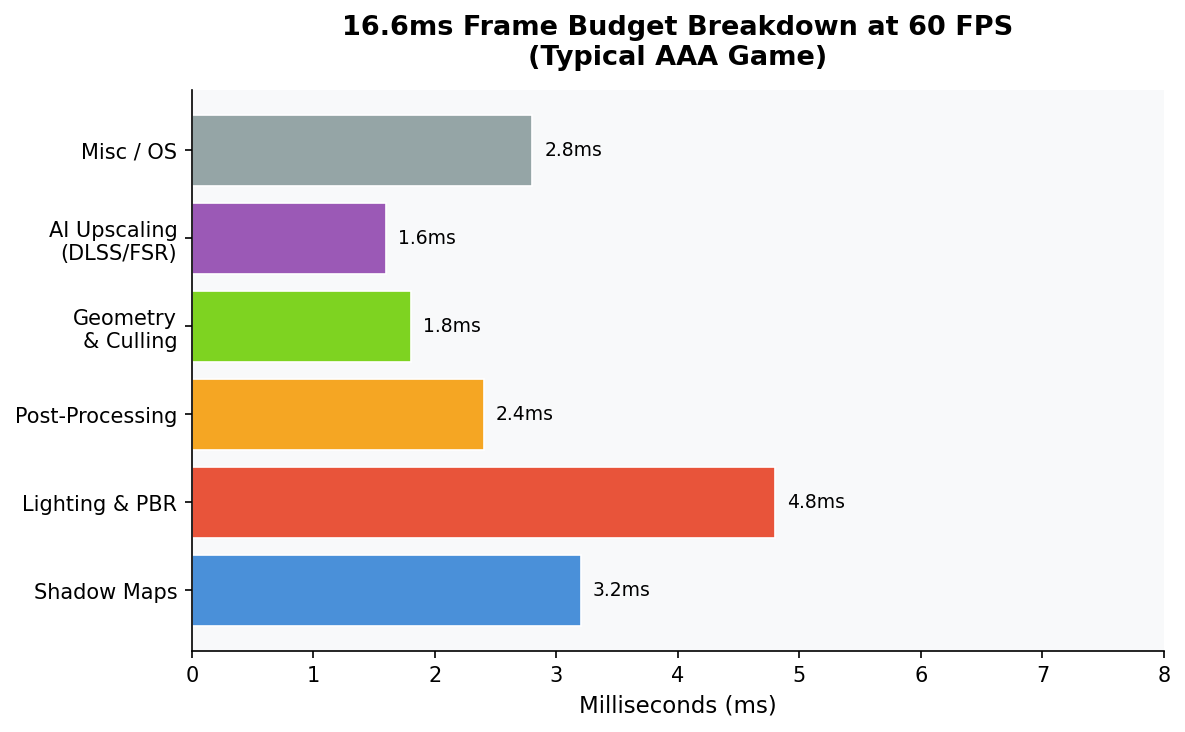 16.6ms Frame Budget Breakdown at 60 FPS
(Typical AAA Game)
Misc / OS
2.8ms
AI Upscaling
(DLSS/FSR)
1.6ms
Geometry
& Culling
1.8ms
Post-Processing
2.4ms
Lighting & PBR
4.8ms
Shadow Maps
3.2ms
0 1 2 3 4 5 6 7 8
Milliseconds (ms)